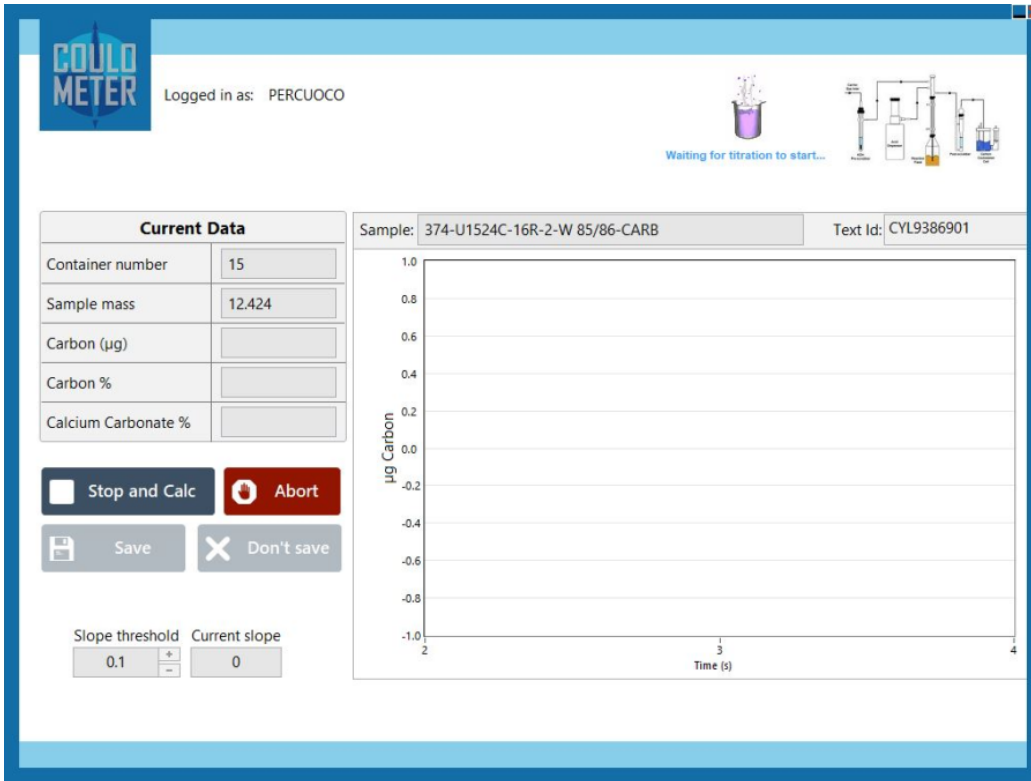 COULO
METER
Logged in as: PERCUOCO
Waiting for titration to start...
Current Data
Container number 15
Sample mass 12.424
Carbon (µg)
Carbon %
Calcium Carbonate %
Stop and Calc
Abort
Save
Don't save
Slope threshold Current slope
0.1 + − 0
Sample: 374-U1524C-16R-2-W 85/86-CARB Text Id: CYL9386901
µg Carbon
1.0
0.8
0.6
0.4
0.2
0.0
-0.2
-0.4
-0.6
-0.8
-1.0
2 3 4
Time (s)